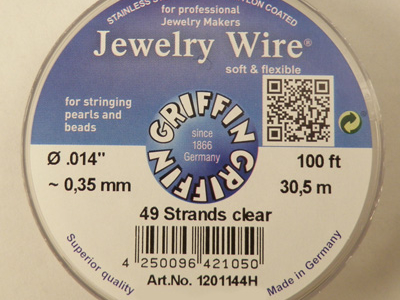 STAINLESS S NYLON COATED
for professional
Jewelry Makers
Jewelry Wire®
soft & flexible
for stringing
pearls and
beads
GRIFFIN GRIFFIN
since
1866
Germany
Ø .014"
~ 0,35 mm
100 ft
30,5 m
49 Strands clear
4 250096 421050
Art.No. 1201144H
Superior quality
Made in Germany